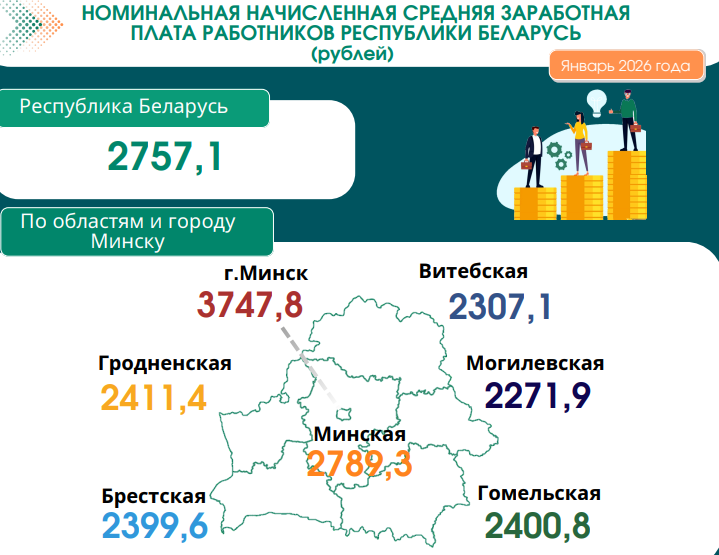 НОМИНАЛЬНАЯ НАЧИСЛЕННАЯ СРЕДНЯЯ ЗАРАБОТНАЯ
ПЛАТА РАБОТНИКОВ РЕСПУБЛИКИ БЕЛАРУСЬ
(рублей)
Январь 2026 года
Республика Беларусь
2757,1
По областям и городу
Минску
г.Минск
3747,8
Витебская
2307,1
Гродненская
2411,4
Могилевская
2271,9
Минская
2789,3
Брестская
2399,6
Гомельская
2400,8